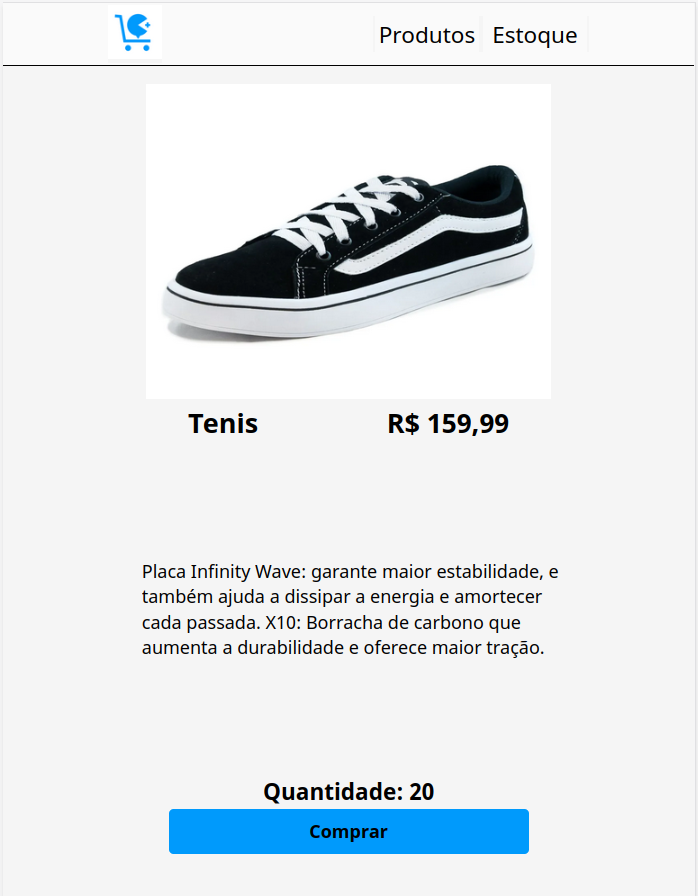 Produtos Estoque
Tenis R$ 159,99
Placa Infinity Wave: garante maior estabilidade, e
também ajuda a dissipar a energia e amortecer
cada passada. X10: Borracha de carbono que
aumenta a durabilidade e oferece maior tração.
Quantidade: 20
Comprar